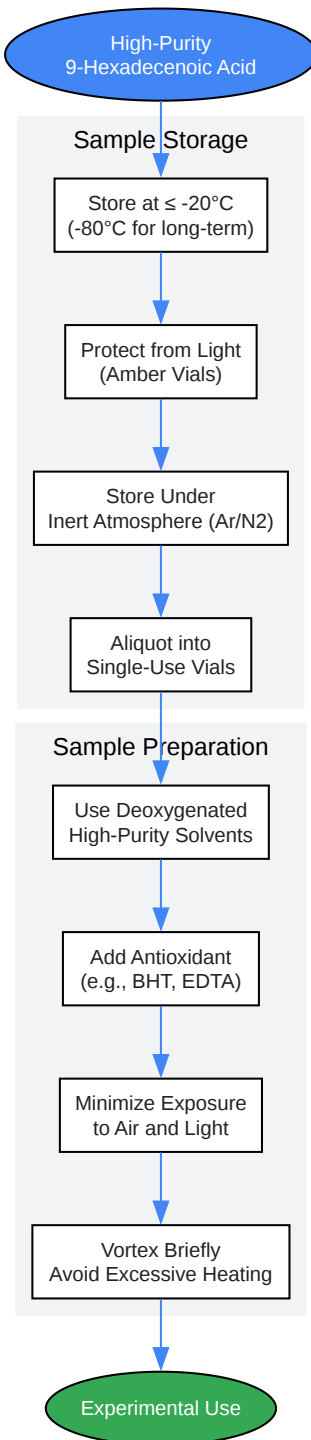 High-Purity
9-Hexadecenoic Acid
Sample Storage
Store at ≤ -20°C
(-80°C for long-term)
Protect from Light
(Amber Vials)
Store Under
Inert Atmosphere (Ar/N2)
Aliquot into
Single-Use Vials
Sample Preparation
Use Deoxygenated
High-Purity Solvents
Add Antioxidant
(e.g., BHT, EDTA)
Minimize Exposure
to Air and Light
Vortex Briefly
Avoid Excessive Heating
Experimental Use